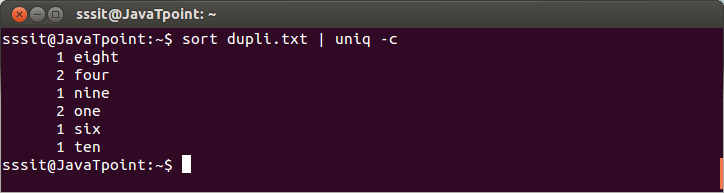 sssit@JavaTpoint: ~
sssit@JavaTpoint:~$ sort dupli.txt | uniq -c
      1 eight
      2 four
      1 nine
      2 one
      1 six
      1 ten
sssit@JavaTpoint:~$